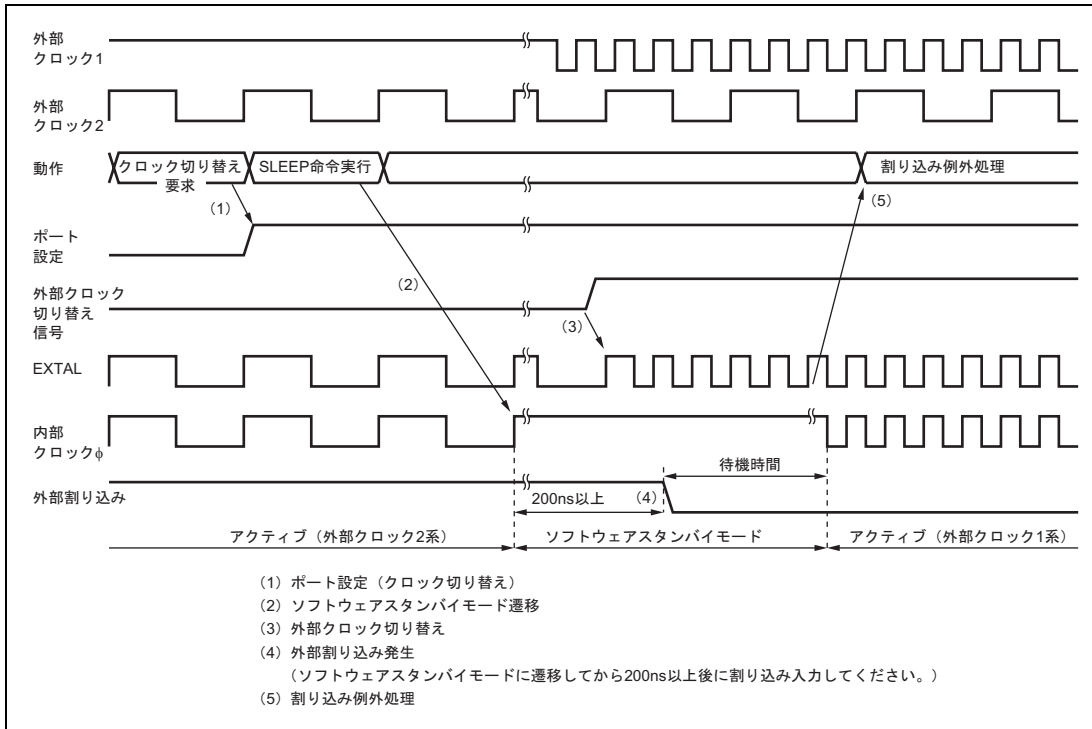 外部
クロック1
外部
クロック2
動作
クロック切り替え
要求
SLEEP命令実行
割り込み例外処理
(1)
(5)
ポート
設定
(2)
外部クロック
切り替え
信号
(3)
EXTAL
内部
クロックφ
待機時間
外部割り込み
200ns以上
(4)
アクティブ（外部クロック2系）
ソフトウェアスタンバイモード
アクティブ（外部クロック1系）
(1) ポート設定（クロック切り替え）
(2) ソフトウェアスタンバイモード遷移
(3) 外部クロック切り替え
(4) 外部割り込み発生
（ソフトウェアスタンバイモードに遷移してから200ns以上後に割り込み入力してください。）
(5) 割り込み例外処理